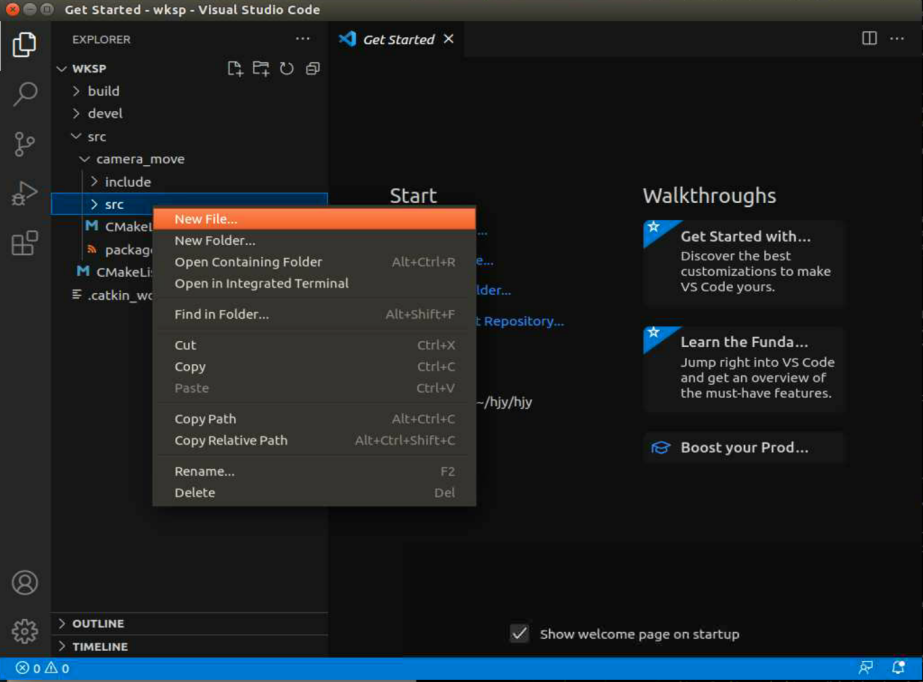 Get Started - wksp - Visual Studio Code
EXPLORER
Get Started
WKSP
build
devel
src
camera_move
include
src
CMakeL
packag
CMakeLis
.catkin_wo
New File...
New Folder...
Open Containing Folder Alt+Ctrl+R
Open in Integrated Terminal
Find in Folder... Alt+Shift+F
Cut Ctrl+X
Copy Ctrl+C
Paste Ctrl+V
Copy Path Alt+Ctrl+C
Copy Relative Path Alt+Ctrl+Shift+C
Rename... F2
Delete Del
Start
...
e...
lder...
t Repository...
~/hjy/hjy
Walkthroughs
Get Started with...
Discover the best
customizations to make
VS Code yours.
Learn the Funda...
Jump right into VS Code
and get an overview of
the must-have features.
Boost your Prod...
Show welcome page on startup
OUTLINE
TIMELINE
0 0